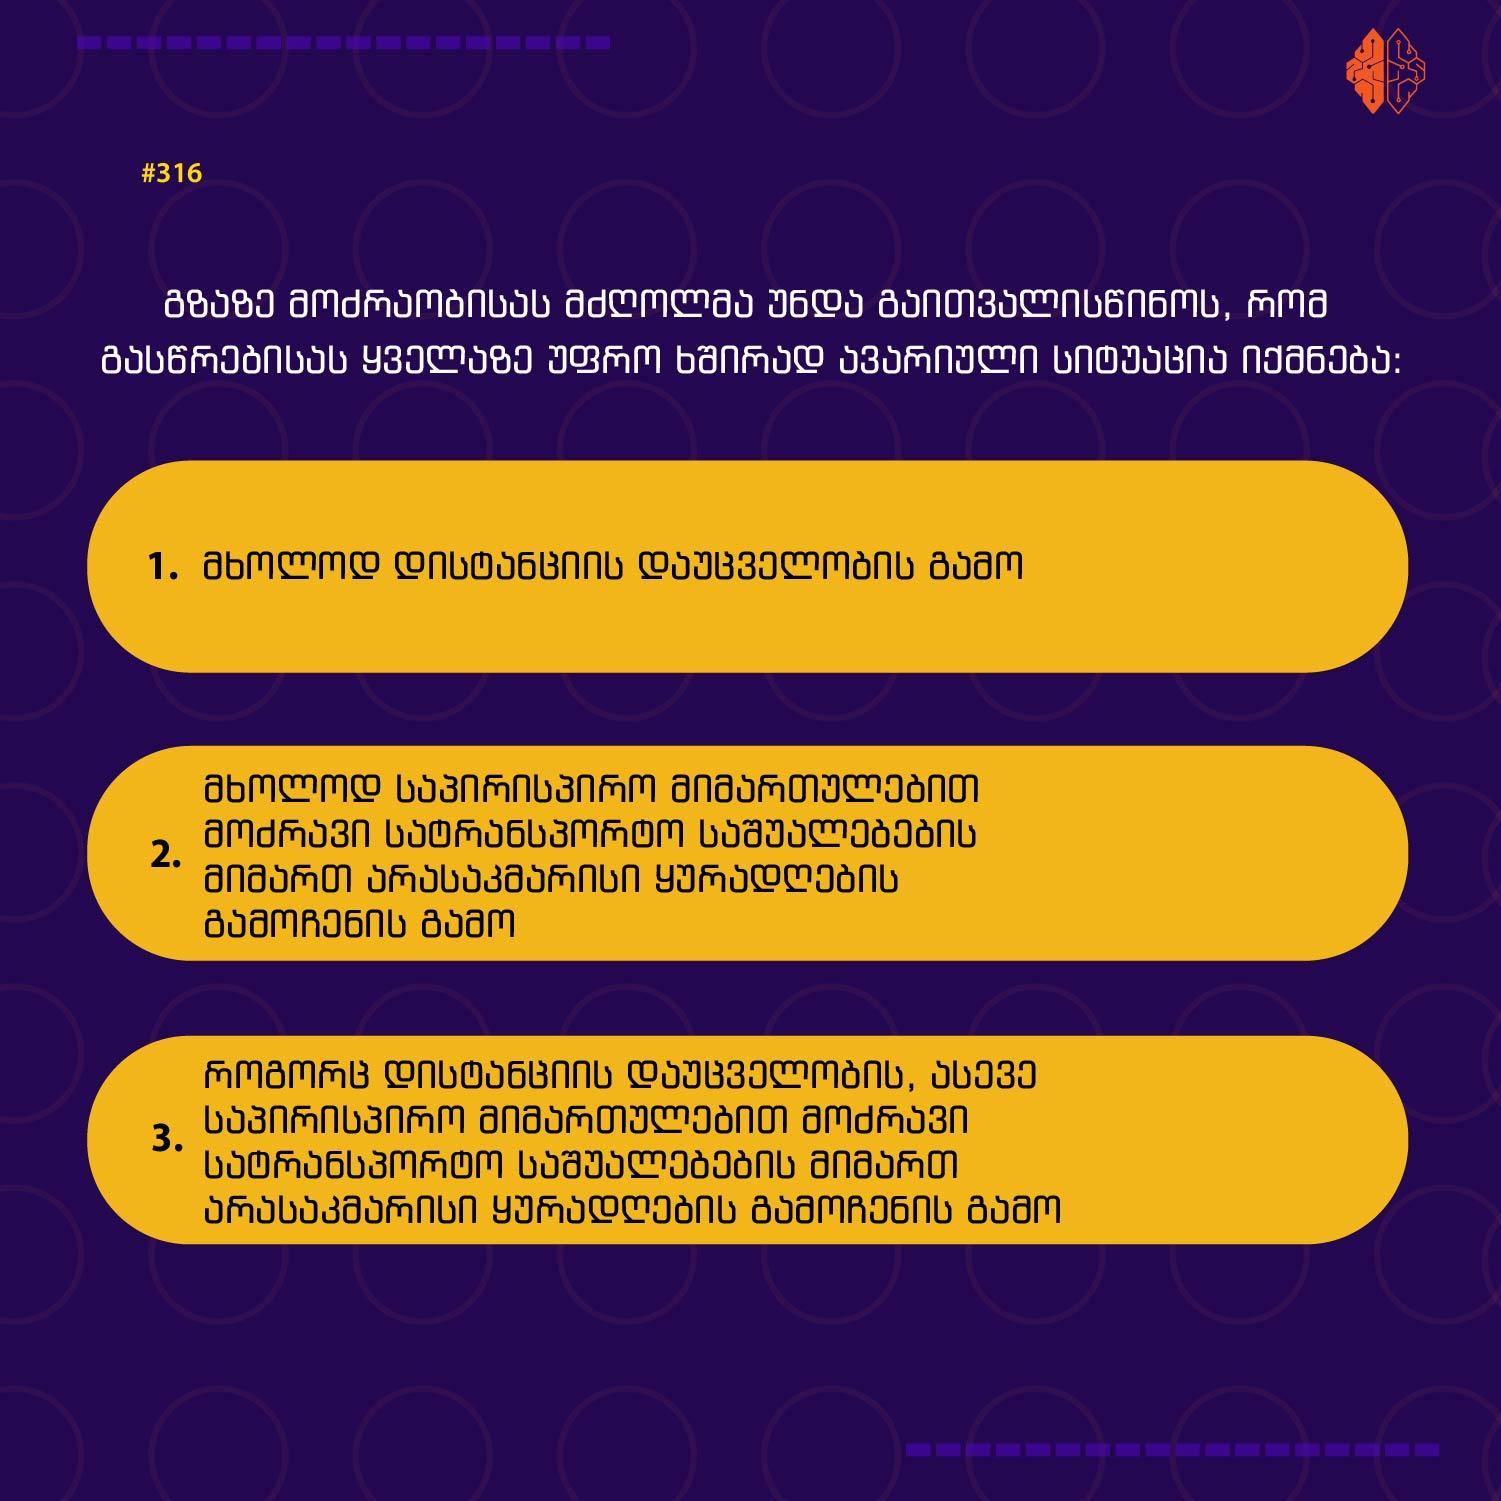 #316
გზაზე მოძრაობისას მძღოლმა უნდა გაითვალისწინოს, რომ
გასწრებისას ყველაზე უფრო ხშირად ავარიული სიტუაცია იქმნება:
1. მხოლოდ დისტანციის დაუცველობის გამო
2. მხოლოდ საპირისპირო მიმართულებით
მოძრავი სატრანსპორტო საშუალებების
მიმართ არასაკმარისი ყურადღების
გამოჩენის გამო
3. როგორც დისტანციის დაუცველობის, ასევე
საპირისპირო მიმართულებით მოძრავი
სატრანსპორტო საშუალებების მიმართ
არასაკმარისი ყურადღების გამოჩენის გამო